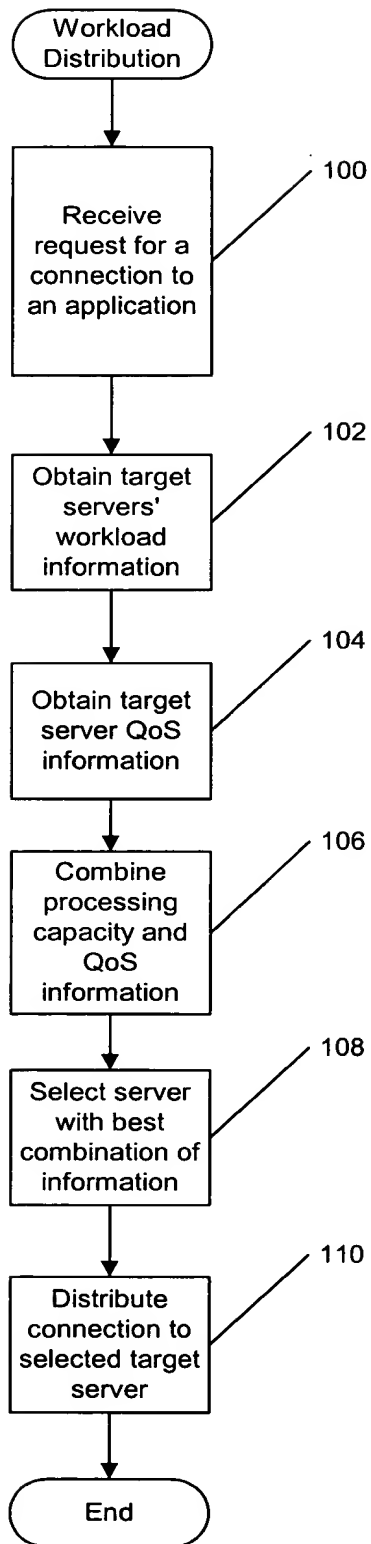 Workload
Distribution
100
Receive
request for a
connection to
an application
102
Obtain target
servers'
workload
information
104
Obtain target
server QoS
information
106
Combine
processing
capacity and
QoS
information
108
Select server
with best
combination of
information
110
Distribute
connection to
selected target
server
End